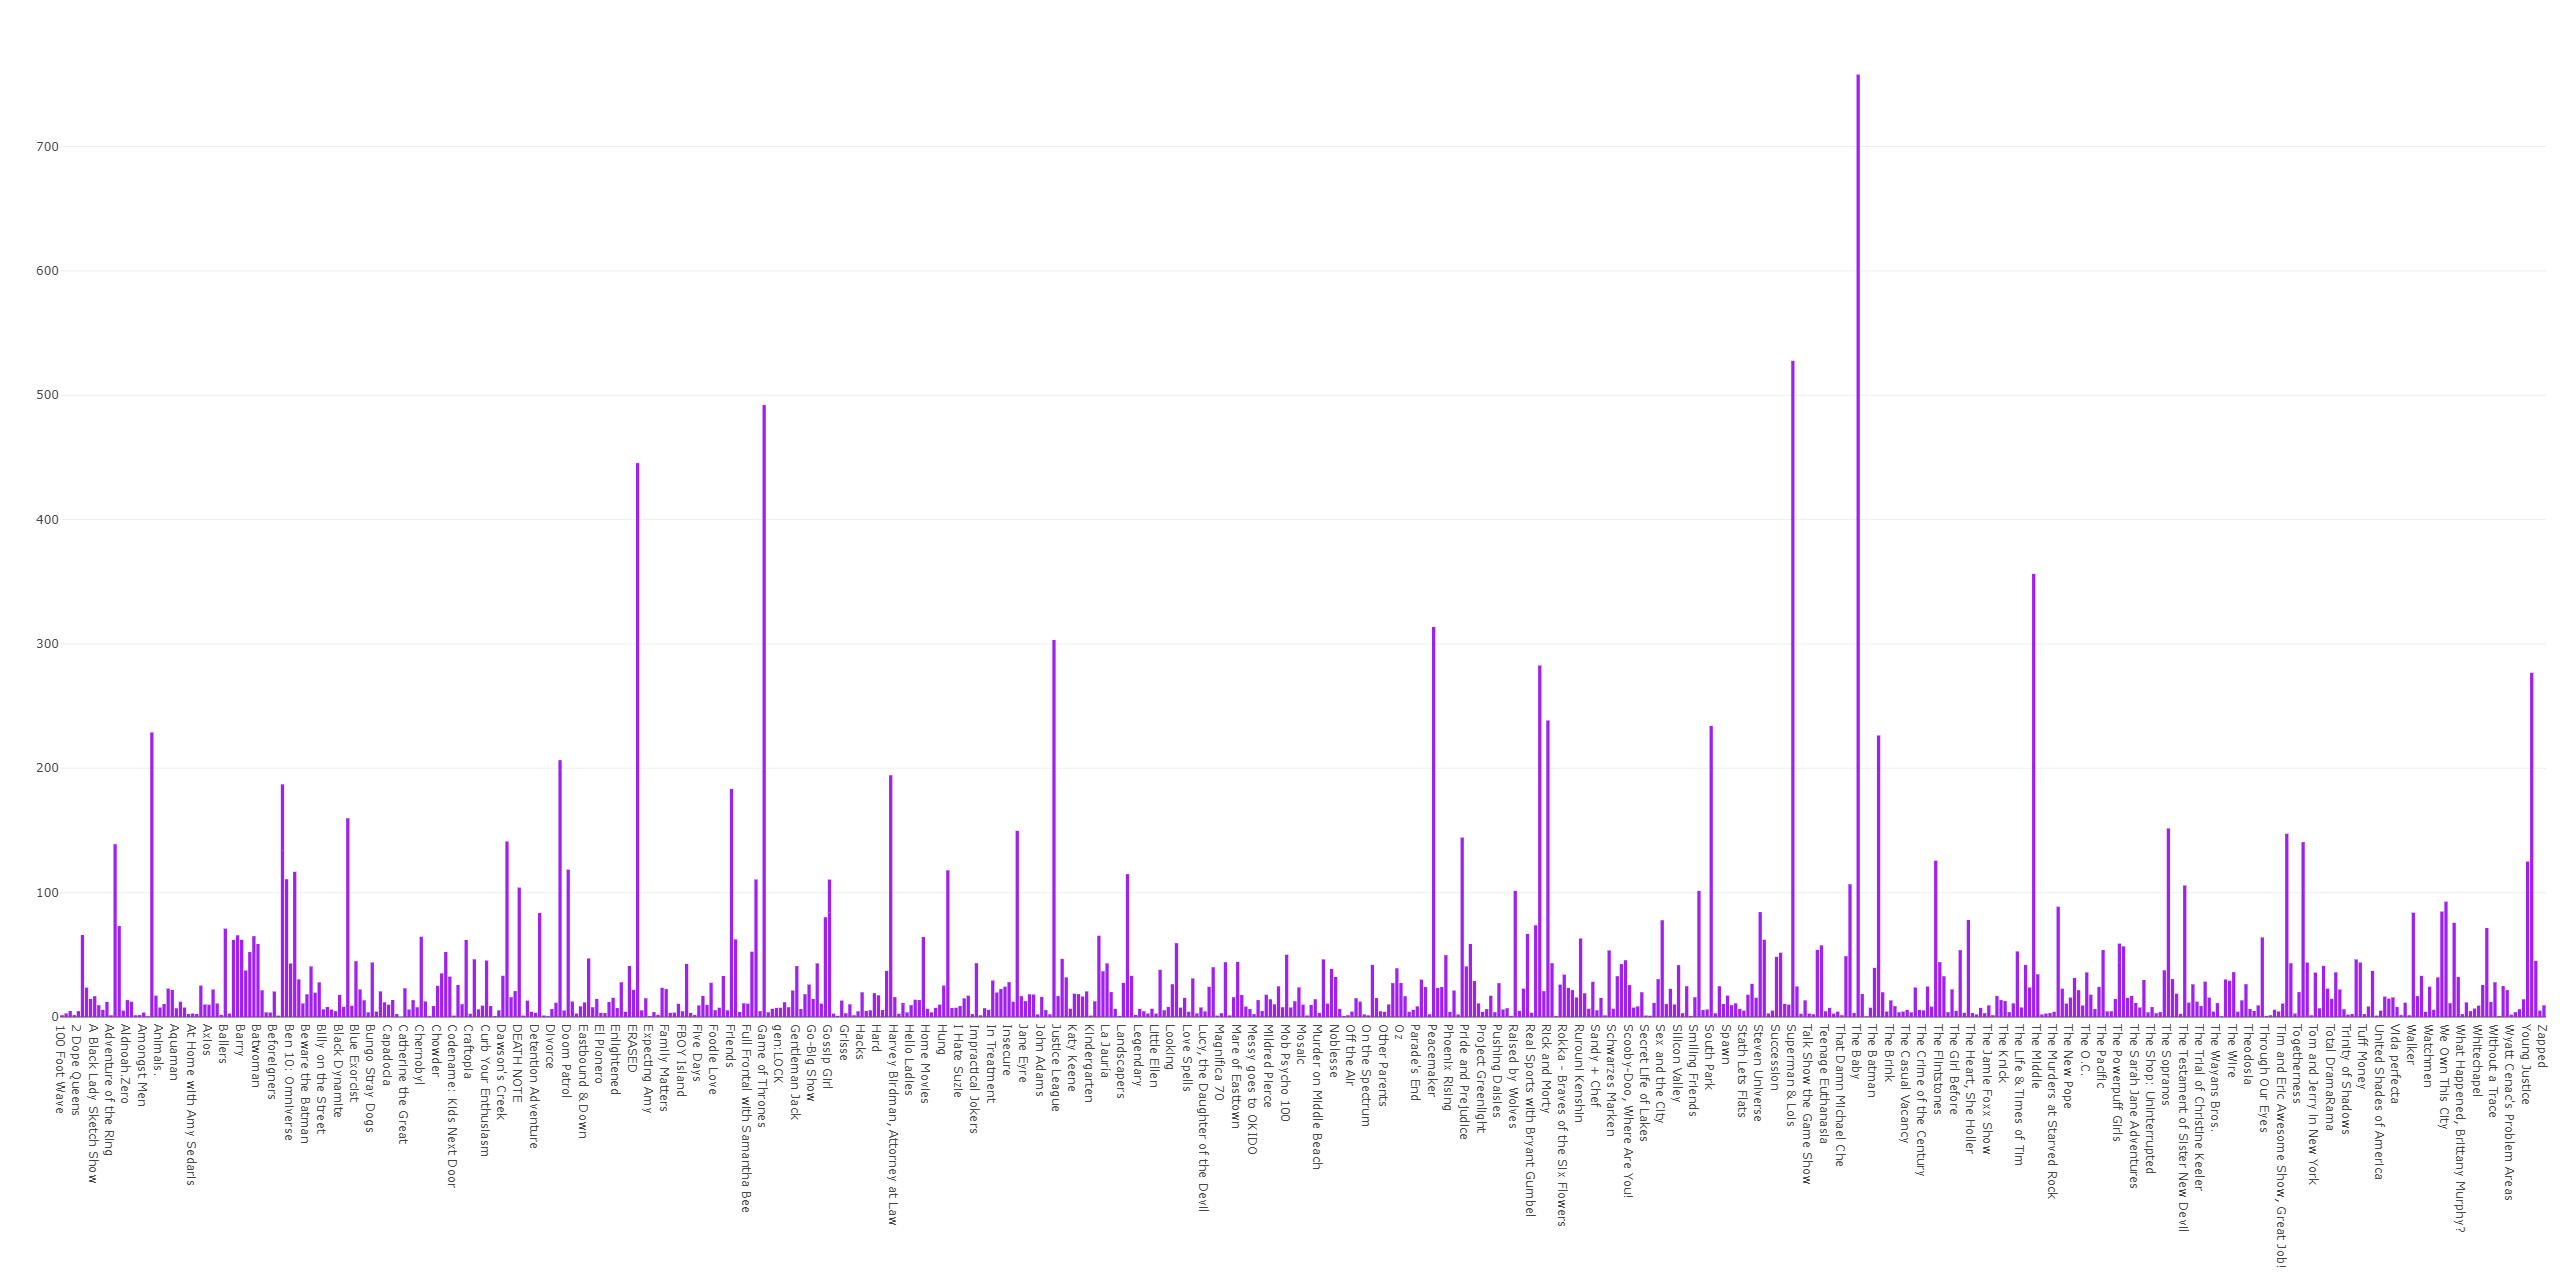 700
600
500
400
300
200
100
0
100 Foot Wave
2 Dope Queens
A Black Lady Sketch Show
Adventure of the Ring
Aldnoah.Zero
Amongst Men
Animals.
Aquaman
At Home with Amy Sedaris
Axios
Ballers
Barry
Batwoman
Beforeigners
Ben 10: Omniverse
Beware the Batman
Billy on the Street
Black Dynamite
Blue Exorcist
Bungo Stray Dogs
Capadocia
Catherine the Great
Chernobyl
Chowder
Codename: Kids Next Door
Craftopia
Curb Your Enthusiasm
Dawson's Creek
DEATH NOTE
Detention Adventure
Divorce
Doom Patrol
Eastbound & Down
El Pionero
Enlightened
ERASED
Expecting Amy
Family Matters
FBOY Island
Five Days
Foodie Love
Friends
Full Frontal with Samantha Bee
Game of Thrones
gen:LOCK
Gentleman Jack
Go-Big Show
Gossip Girl
Grisse
Hacks
Hard
Harvey Birdman, Attorney at Law
Hello Ladies
Home Movies
Hung
I Hate Suzie
Impractical Jokers
In Treatment
Insecure
Jane Eyre
John Adams
Justice League
Katy Keene
Kindergarten
La Jauria
Landscapers
Legendary
Little Ellen
Looking
Love Spells
Lucy, the Daughter of the Devil
Magnifica 70
Mare of Easttown
Messy goes to OKIDO
Mildred Pierce
Mob Psycho 100
Mosaic
Murder on Middle Beach
Noblesse
Off the Air
On the Spectrum
Other Parents
Oz
Parade's End
Peacemaker
Phoenix Rising
Pride and Prejudice
Project Greenlight
Pushing Daisies
Raised by Wolves
Real Sports with Bryant Gumbel
Rick and Morty
Rokka - Braves of the Six Flowers
Rurouni Kenshin
Sandy + Chef
Schwarzes Marken
Scooby-Doo, Where Are You!
Secret Life of Lakes
Sex and the City
Silicon Valley
Smiling Friends
South Park
Spawn
Stath Lets Flats
Steven Universe
Succession
Superman & Lois
Talk Show the Game Show
Teenage Euthanasia
That Damn Michael Che
The Baby
The Batman
The Brink
The Casual Vacancy
The Crime of the Century
The Flintstones
The Girl Before
The Heart, She Holler
The Jamie Foxx Show
The Knick
The Life & Times of Tim
The Middle
The Murders at Starved Rock
The New Pope
The O.C.
The Pacific
The Powerpuff Girls
The Sarah Jane Adventures
The Shop: Uninterrupted
The Sopranos
The Testament of Sister New Devil
The Trial of Christine Keeler
The Wayans Bros.
The Wire
Theodosia
Through Our Eyes
Tim and Eric Awesome Show, Great Job!
Togetherness
Tom and Jerry in New York
Total DramaRama
Trinity of Shadows
Tuff Money
United Shades of America
Vida perfecta
Walker
Watchmen
We Own This City
What Happened, Brittany Murphy?
Whitechapel
Without a Trace
Wyatt Cenac's Problem Areas
Young Justice
Zapped